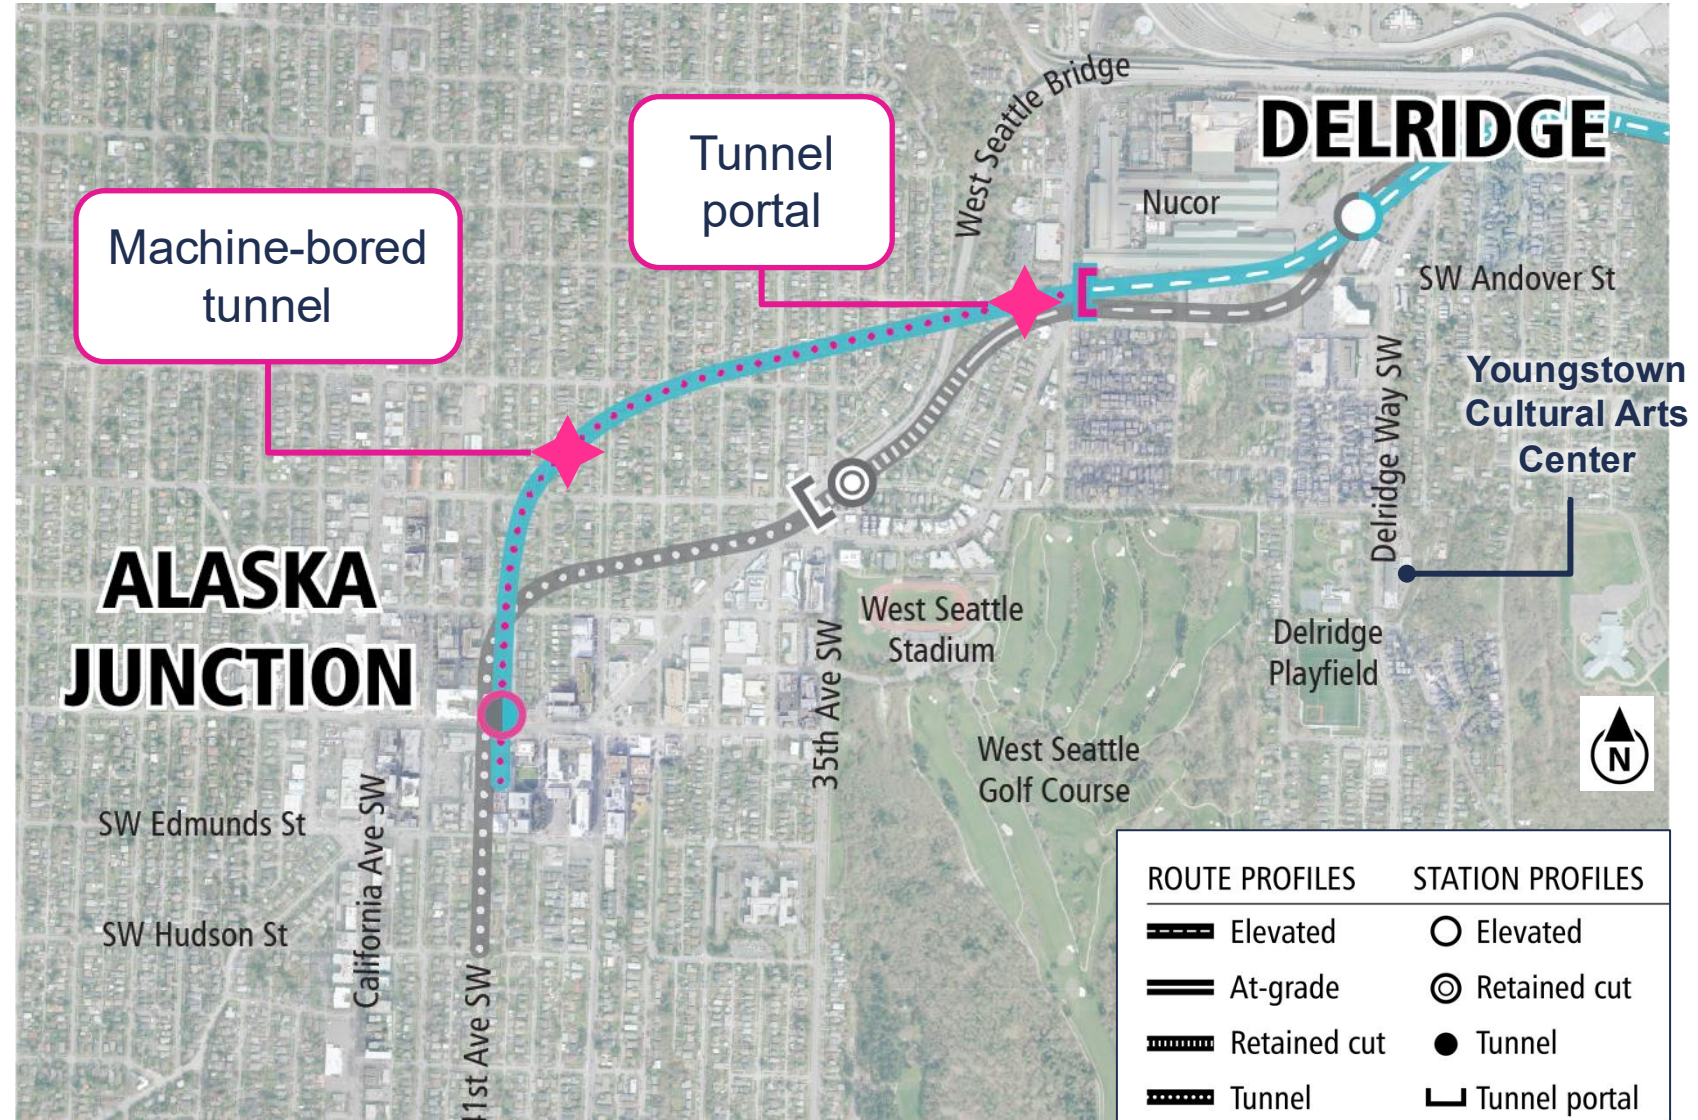 West Seattle Bridge
DELRIDGE
Tunnel
portal
Nucor
Machine-bored
tunnel
SW Andover St
Delridge Way SW
Youngstown
Cultural Arts
Center
ALASKA
JUNCTION
West Seattle
Stadium
35th Ave SW
Delridge
Playfield
West Seattle
Golf Course
N
SW Edmunds St
California Ave SW
SW Hudson St
41st Ave SW
ROUTE PROFILES
Elevated
At-grade
Retained cut
Tunnel
STATION PROFILES
Elevated
Retained cut
Tunnel
Tunnel portal